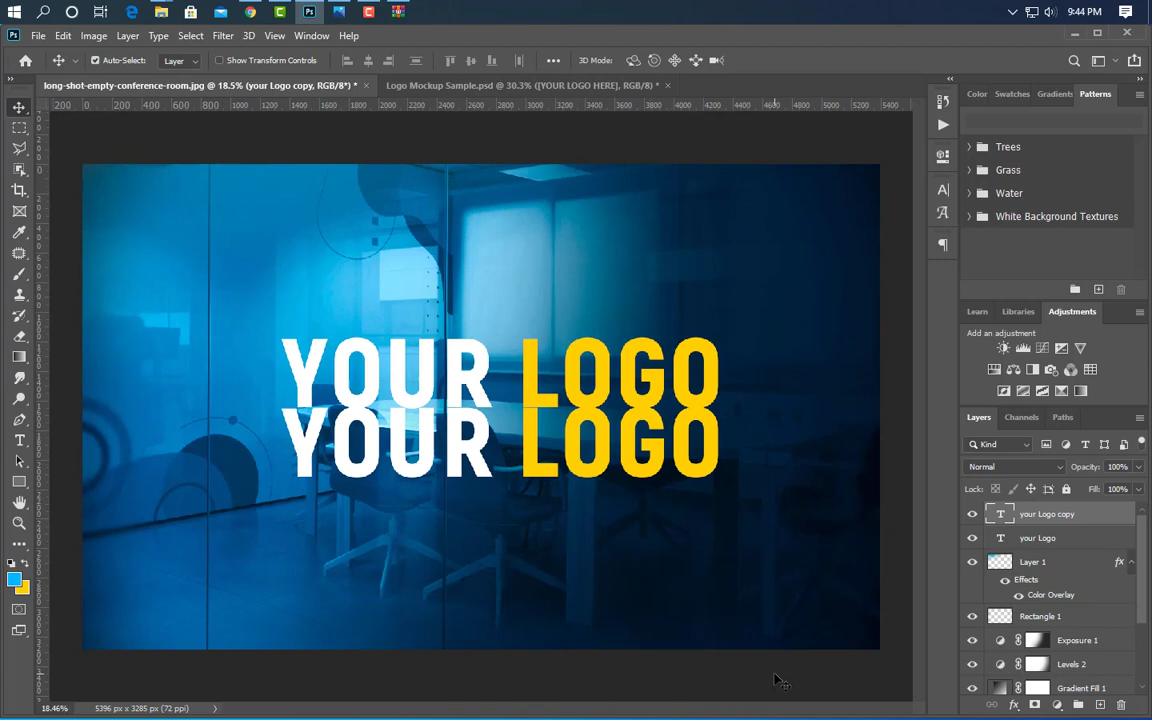 9:44 PM
Ps File Edit Image Layer Type Select Filter 3D View Window Help
Auto-Select: Layer Show Transform Controls 3D Mode:
long-shot-empty-conference-room.jpg @ 18.5% (your Logo copy, RGB/8*) * × Logo Mockup Sample.psd @ 30.3% ([YOUR LOGO HERE], RGB/8*) * ×
Color Swatches Gradients Patterns
Trees
Grass
Water
White Background Textures
Learn Libraries Adjustments
Add an adjustment
YOUR LOGO
YOUR LOGO
Layers Channels Paths
Kind
Normal Opacity: 100%
Lock: Fill: 100%
T your Logo copy
T your Logo
Layer 1 fx
Effects
Color Overlay
Rectangle 1
Exposure 1
Levels 2
Gradient Fill 1
18.46% 5396 px x 3285 px (72 ppi)